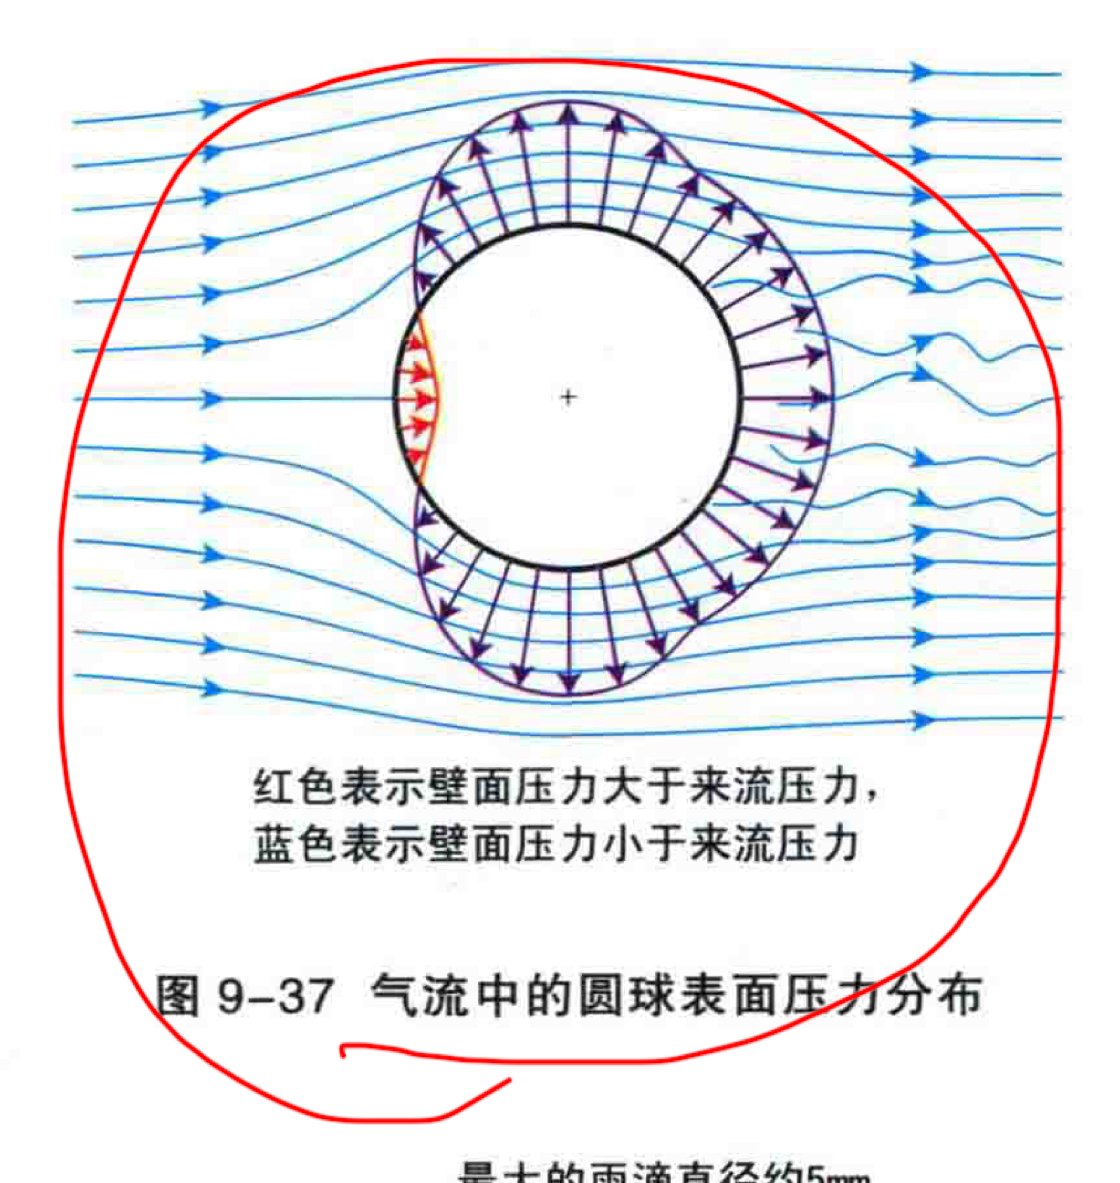 红色表示壁面压力大于来流压力，
蓝色表示壁面压力小于来流压力
图 9-37 气流中的圆球表面压力分布
最大的雨滴直径约5mm